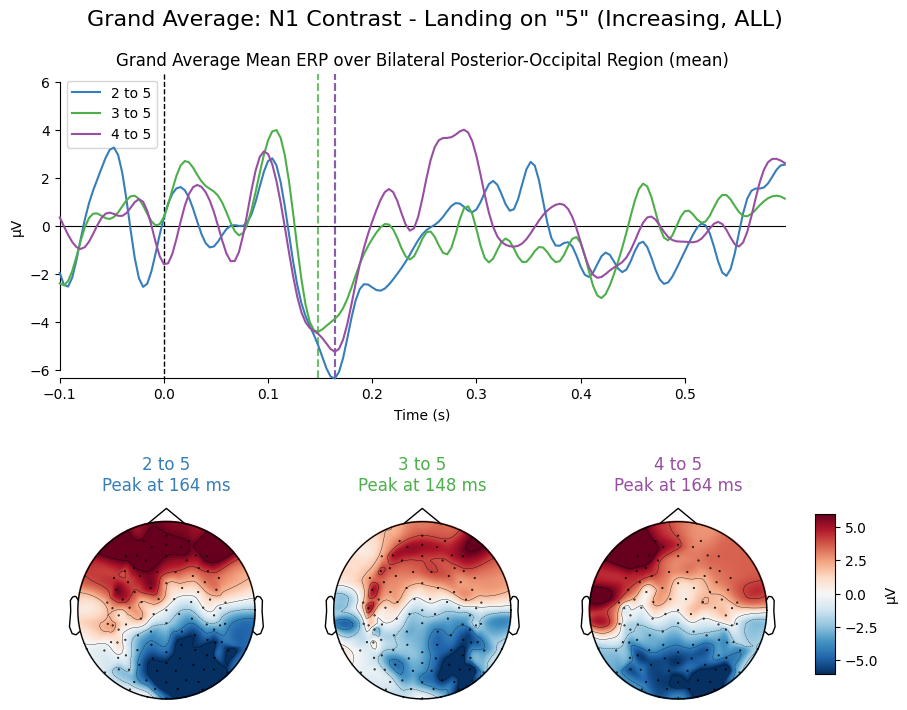 Grand Average: N1 Contrast - Landing on "5" (Increasing, ALL)
Grand Average Mean ERP over Bilateral Posterior-Occipital Region (mean)
2 to 5
3 to 5
4 to 5
µV
6
4
2
0
−2
−4
−6
−0.1
0.0
0.1
0.2
0.3
0.4
0.5
Time (s)
2 to 5
Peak at 164 ms
3 to 5
Peak at 148 ms
4 to 5
Peak at 164 ms
5.0
2.5
0.0
−2.5
−5.0
µV